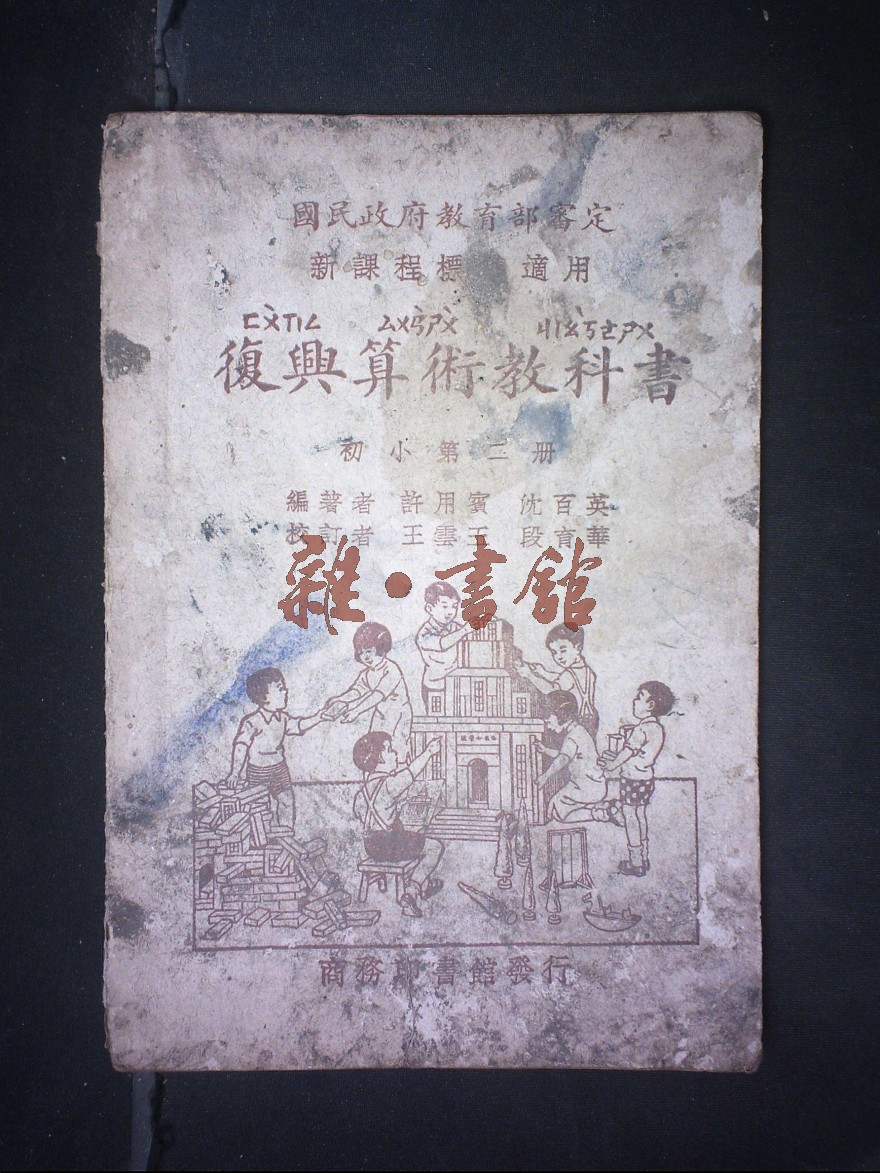 國民政府教育部審定
新課程標 適用
ㄈㄨˋㄒㄧㄥ ㄙㄨㄢˋㄕㄨˋ ㄐㄧㄠˋㄎㄜㄕㄨ
復興算術教科書
初小第二册
編著者 許用賓 沈百英
校訂者 王雲五 段育華
雜·書館
商務印書館發行